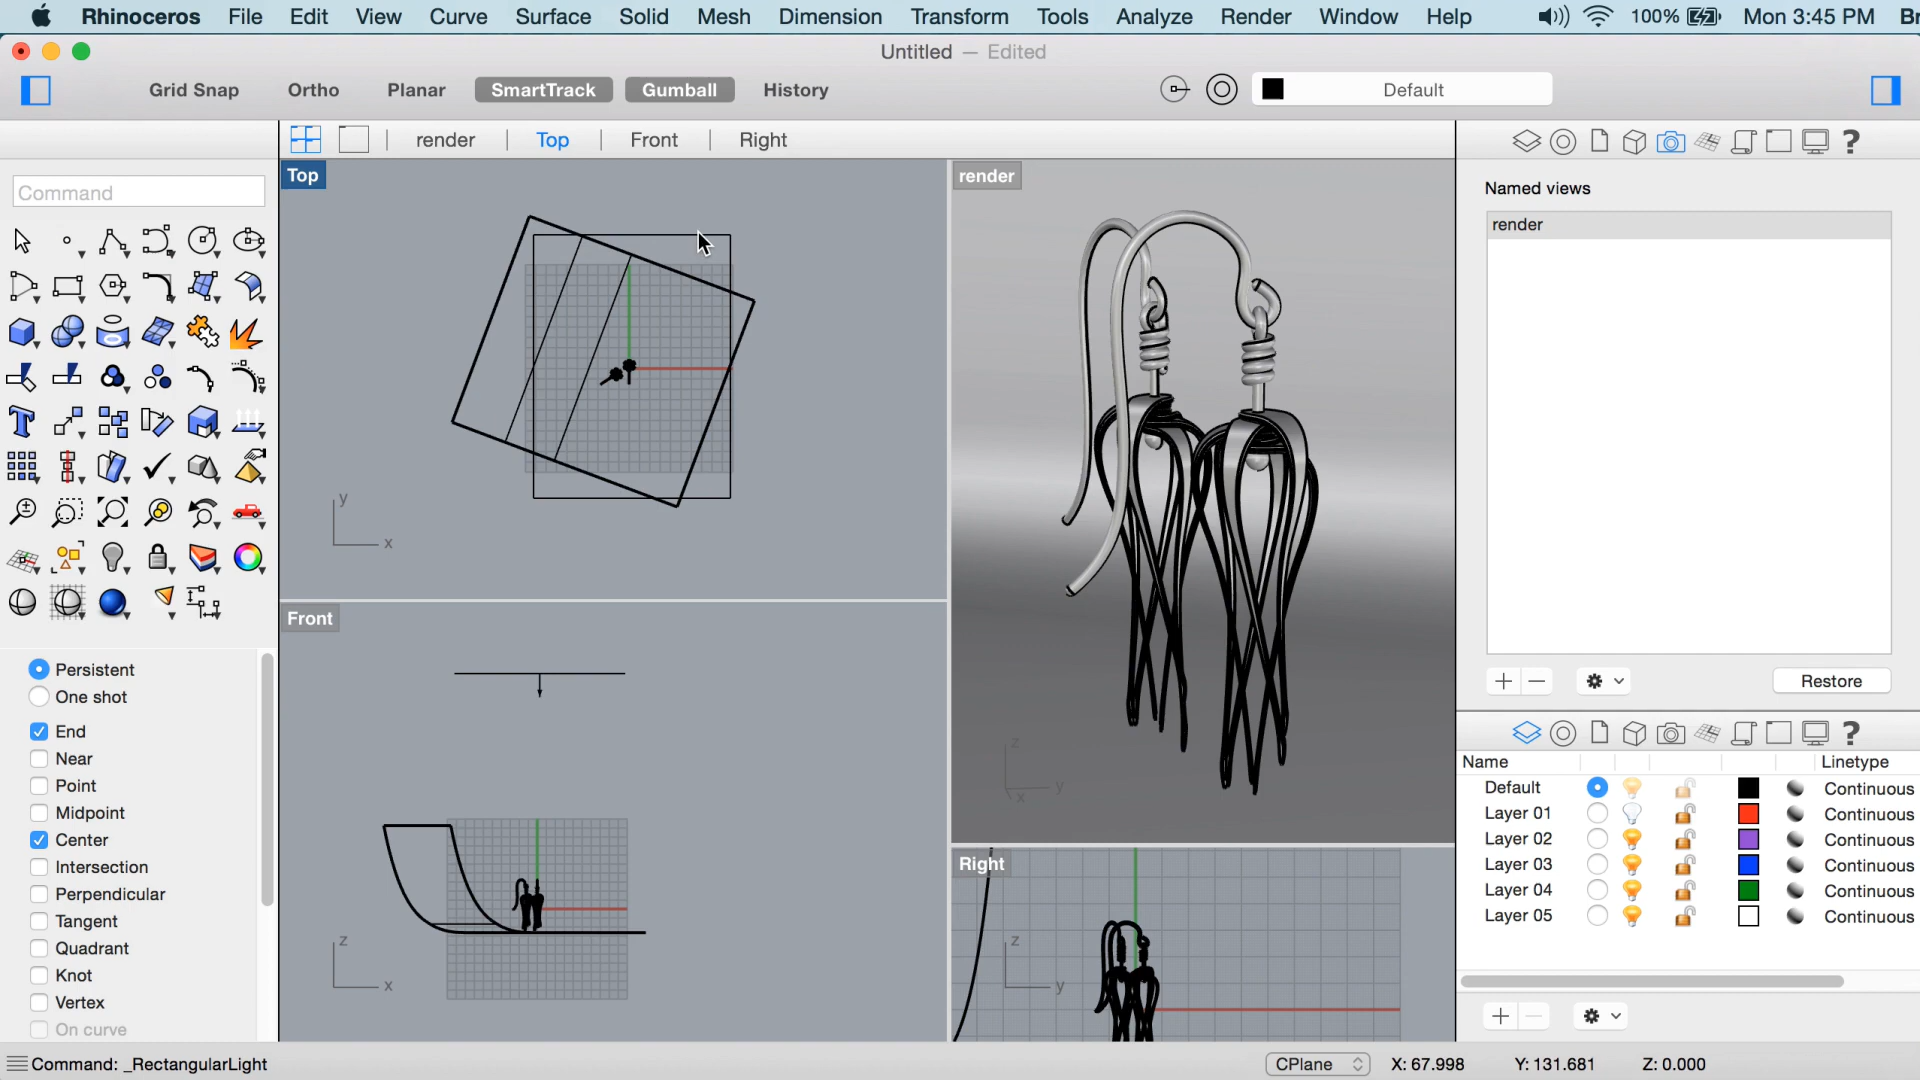 Rhinoceros File Edit View Curve Surface Solid Mesh Dimension Transform Tools Analyze Render Window Help 100% Mon 3:45 PM Br
Untitled — Edited
Grid Snap Ortho Planar SmartTrack Gumball History Default
render Top Front Right
Top
render
Command
Named views
render
y
x
Front
Persistent
One shot
End
Near
Point
Midpoint
Center
Intersection
Perpendicular
Tangent
Quadrant
Knot
Vertex
On curve
z
x
z
y
x
Restore
Right
z
y
Name Linetype
Default Continuous
Layer 01 Continuous
Layer 02 Continuous
Layer 03 Continuous
Layer 04 Continuous
Layer 05 Continuous
Command: _RectangularLight
CPlane X: 67.998 Y: 131.681 Z: 0.000